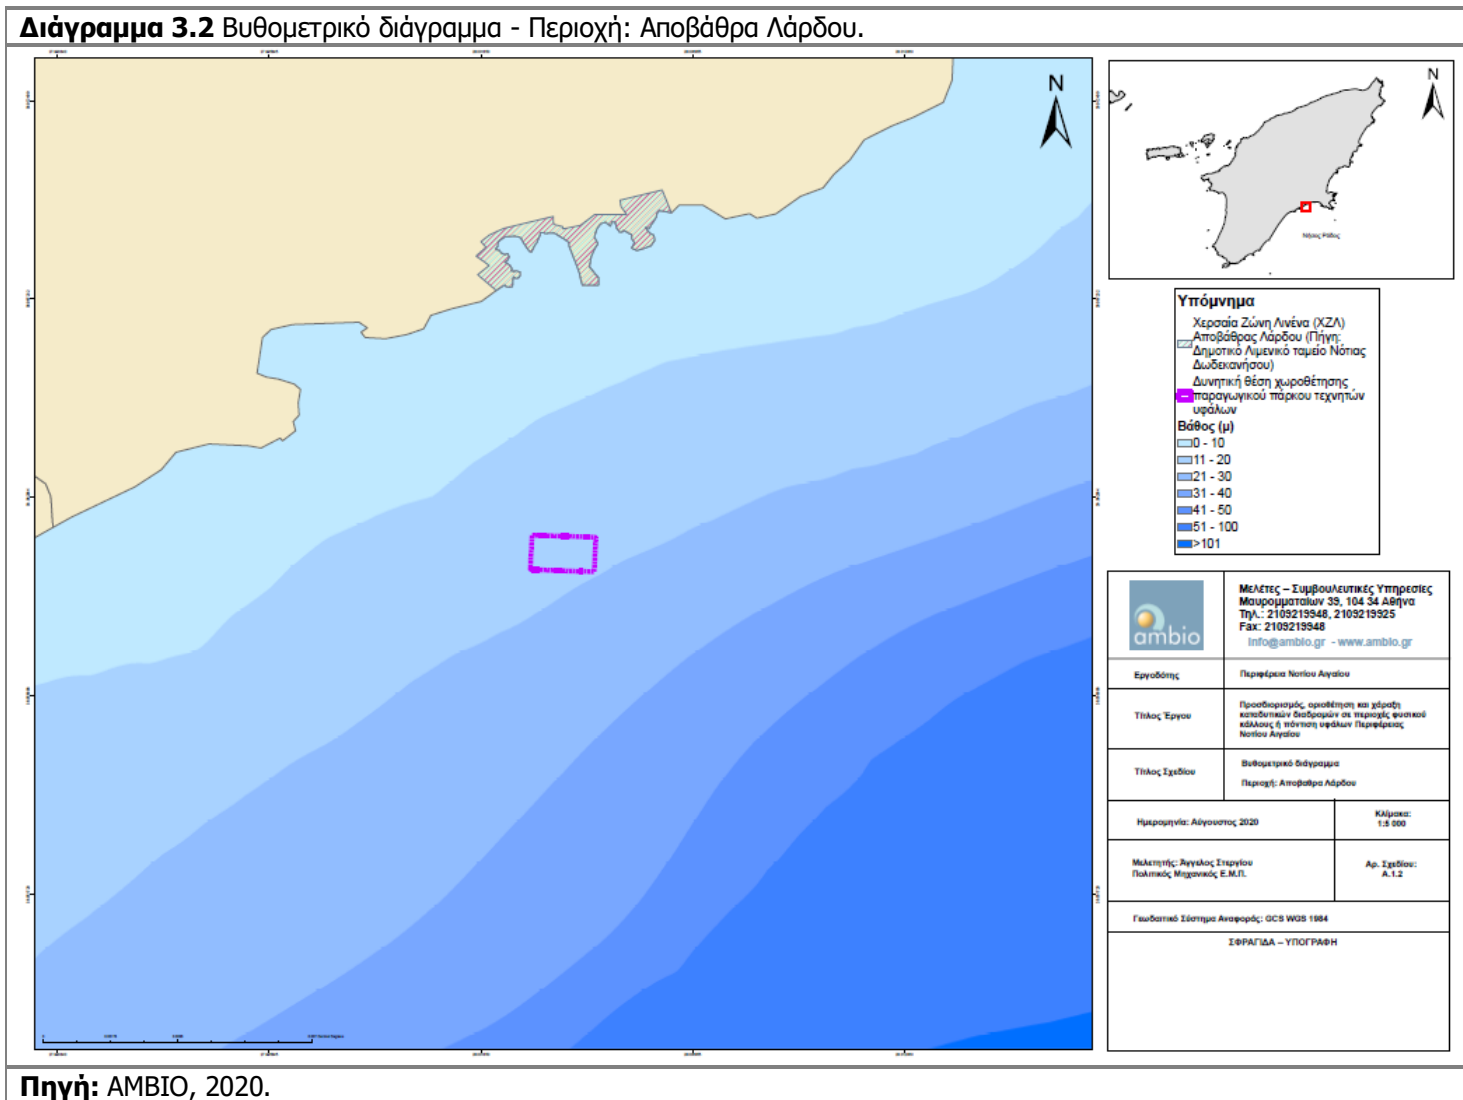 Διάγραμμα 3.2 Βυθομετρικό διάγραμμα - Περιοχή: Αποβάθρα Λάρδου.
N
N
Νήσος Ρόδος
Υπόμνημα
Χερσαία Ζώνη Λινένα (ΧΖΛ)
Αποβάθρας Λάρδου (Πήγη:
Δημοτικό Λιμενικό ταμείο Νότιας
Δωδεκανήσου)
Δυνητική θέση χωροθέτησης
παραγωγικού πάρκου τεχνητών
υφάλων
Βάθος (μ)
0 - 10
11 - 20
21 - 30
31 - 40
41 - 50
51 - 100
>101
ambio
Μελέτες – Συμβουλευτικές Υπηρεσίες
Μαυρομματαίων 39, 104 34 Αθήνα
Τηλ.: 2109219948, 2109219925
Fax: 2109219948
info@ambio.gr - www.ambio.gr
Εργοδότης
Περιφέρεια Νοτίου Αιγαίου
Τίτλος Έργου
Προσδιορισμός, οριοθέτηση και χάραξη
καταδυτικών διαδρομών σε περιοχές φυσικού
κάλλους ή πόντιση υφάλων Περιφέρειας
Νοτίου Αιγαίου
Τίτλος Σχεδίου
Βυθομετρικό διάγραμμα
Περιοχή: Αποβαθρα Λάρδου
Ημερομηνία: Αύγουστος 2020
Κλίμακα:
1:5 000
Μελετητής: Άγγελος Στεργίου
Πολιτικός Μηχανικός Ε.Μ.Π.
Αρ. Σχεδίου:
Α.1.2
Γεωδαιτικό Σύστημα Αναφοράς: GCS WGS 1984
ΣΦΡΑΓΙΔΑ – ΥΠΟΓΡΑΦΗ
Πηγή: AMBIO, 2020.